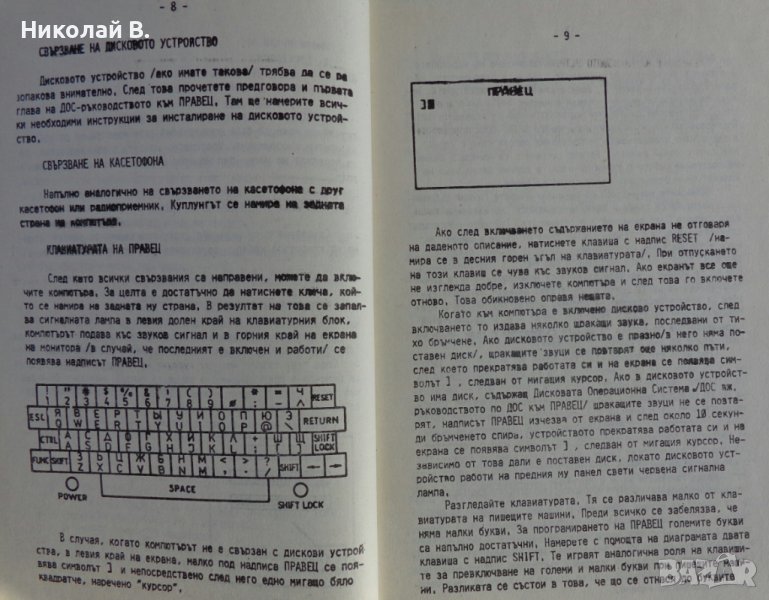 Николай В.
- 8 -
СВЪРЗВАНЕ НА ДИСКОВОТО УСТРОЙСТВО
Дисковото устройство /ако имате такова/ трябва да се ра
зопакова внимателно. След това прочетете предговора и първата
глава на ДОС-ръководството към ПРАВЕЦ. Там ще намерите всич-
ки необходими инструкции за инсталиране на дисковото устрой-
ство.
СВЪРЗВАНЕ НА КАСЕТОФОНА
Напълно аналогично на свързването на касетофона с друг
касетофон или радиоприемник. Куплунгът се намира на задната
страна на компютъра.
КЛАВИАТУРАТА НА ПРАВЕЦ
След като всички свързвания са направени, можете да вклю-
чите компютъра. За целта е достатъчно да натиснете ключа, кой-
то се намира на задната му страна. В резултат на това се запал-
ва сигналната лампа в левия долен край на клавиатурния блок,
компютърът подава къс звуков сигнал и в горния край на екрана
на монитора /в случай, че последният е включен и работи/ се
появява надписът ПРАВЕЦ.
RESET
ESC
Я В Е Р Т Ъ У И О П Ю З
Q W E R T Y U I O P @ \
RETURN
CTRL
А С Д Ф Г Х Й К Л
A S D F G H J K L
SHIFT LOCK
FUNC SHIFT
З Ь Ц Ж Б Н М < > ?
Z X C V B N M , . /
SHIFT ← →
POWER
SPACE
SHIFT LOCK
В случая, когато компютърът не е свързан с дискови устрой
ства, в левия край на екрана, малко под надписа ПРАВЕЦ се поя-
вява символът ] и непосредствено след него едно мигащо бяло
квадратче, наречено "курсор".
- 9 -
ПРАВЕЦ
]
Ако след включването съдържанието на екрана не отговаря
на даденото описание, натиснете клавиша с надпис RESET /на-
мира се в десния горен ъгъл на клавиатурата/. При отпускането
на този клавиш се чува къс звуков сигнал. Ако екранът все още
не изглежда добре, изключете компютъра и след това го включете
отново. Това обикновено оправя нещата.
Когато към компютъра е включено дисково устройство, след
включването то издава няколко щракащи звука, последвани от ти-
хо бръмчене. Ако дисковото устройство е празно/в него няма по-
ставен диск/, щракащите звуци се повтарят още няколко пъти,
след което прекратява работата си и на екрана се появява сим-
волът ] , следван от мигация курсор. Ако в дисковото устройст-
во има диск, съдържащ Дисковата Операционна Система /ДОС вж.
ръководството по ДОС към ПРАВЕЦ/ щракащите звуци не се повта-
рят, надписът ПРАВЕЦ изчезва от екрана и след около 10 секун-
ди бръмченето спира, устройството прекратява работата си и на
екрана се появява символът ] , следван от мигация курсор. Не-
зависимо от това дали е поставен диск, докато дисковото уст-
ройство работи на предния му панел свети червена сигнална
лампа.
Разгледайте клавиатурата. Тя се различава малко от кла-
виатурата на пишещите машини. Преди всичко се забелязва, че
няма малки букви. За програмирането на ПРАВЕЦ големите букви
са напълно достатъчни. Намерете с помощта на диаграмата двата
клавиша с надпис SHIFT. Те играят аналогична роля на клавиши-
те за превключване на големи и малки букви при пишещите маши-
ни. Разликата се състои в това, че що се отнася до буквите
BAZAR